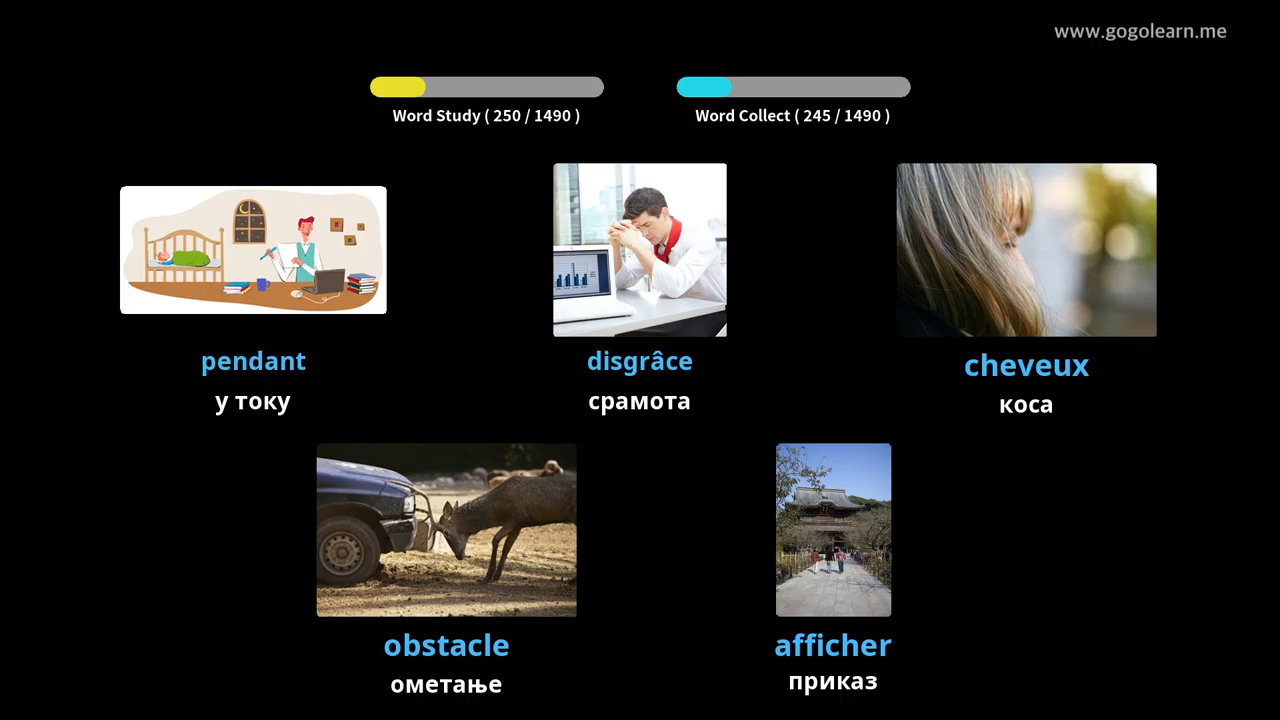 www.gogolearn.me
Word Study ( 250 / 1490 )
Word Collect ( 245 / 1490 )
pendant
у току
disgrâce
срамота
cheveux
коса
obstacle
ометање
afficher
приказ